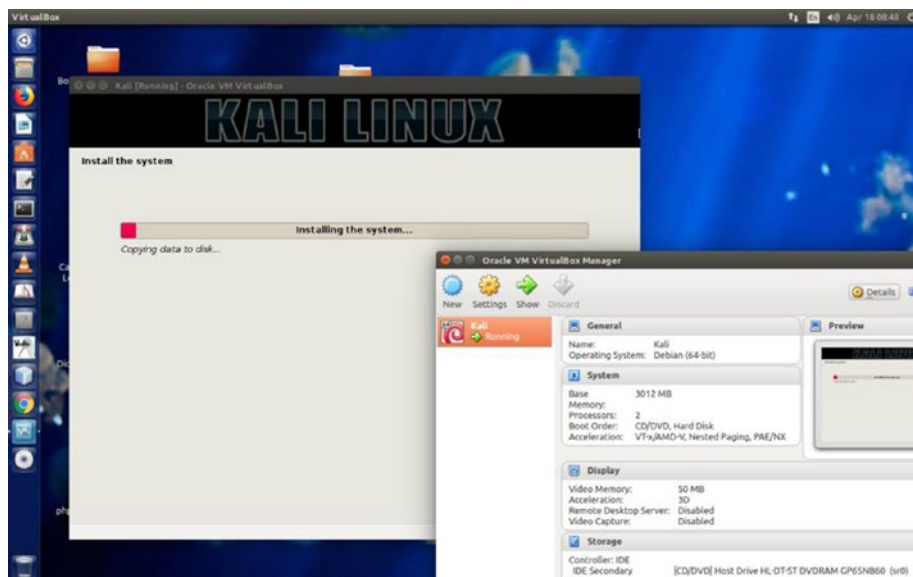 VirtualBox
En
Apr 18 08:48
Kali [Running] - Oracle VM VirtualBox
KALI LINUX
Install the system
Installing the system...
Copying data to disk...
Oracle VM VirtualBox Manager
New
Settings
Show
Discard
Details
Kali
Running
General
Name: Kali
Operating System: Debian (64-bit)
Preview
System
Base Memory: 3012 MB
Processors: 2
Boot Order: CD/DVD, Hard Disk
Acceleration: VT-x/AMD-V, Nested Paging, PAE/NX
Display
Video Memory: 50 MB
Acceleration: 3D
Remote Desktop Server: Disabled
Video Capture: Disabled
Storage
Controller: IDE
IDE Secondary [CD/DVD] Host Drive HL-DT-ST DVDRAM GP65NB60 (sr0)